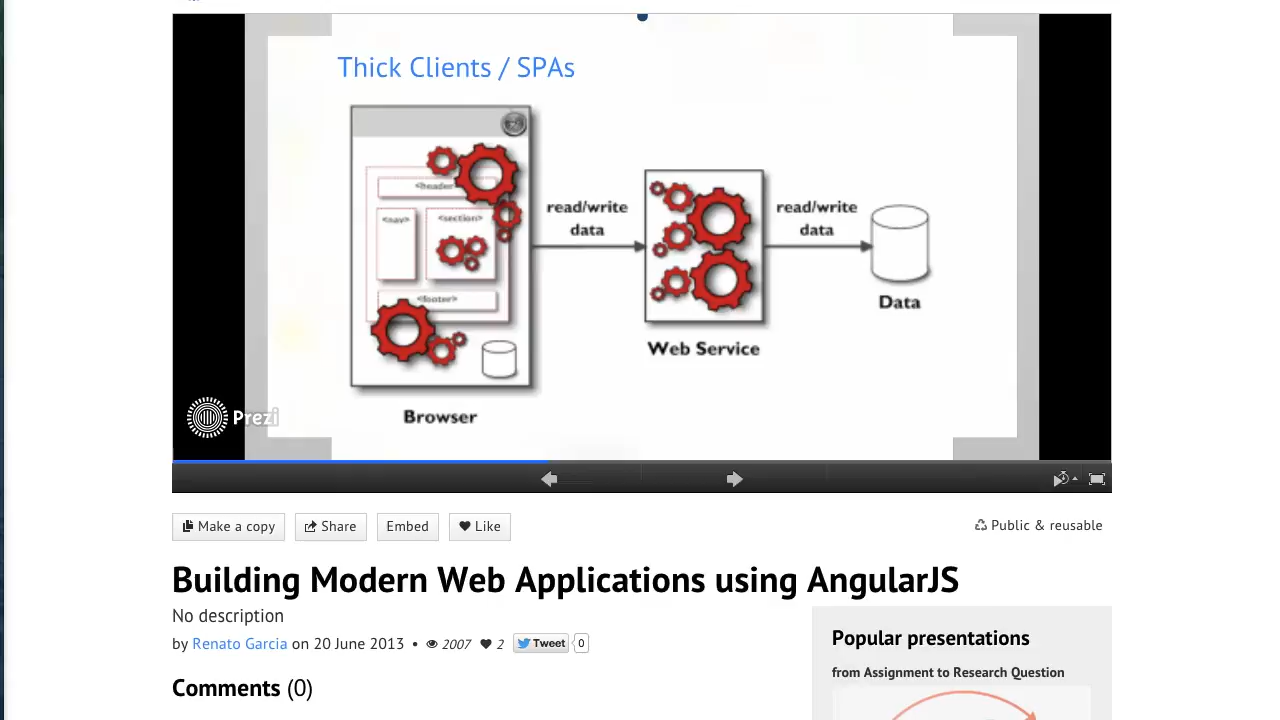 Thick Clients / SPAs
<header>
<nav>
<section>
<footer>
read/write
data
read/write
data
Data
Web Service
Browser
Prezi
Make a copy
Share
Embed
Like
Public & reusable
Building Modern Web Applications using AngularJS
No description
by Renato Garcia on 20 June 2013 • 2007 2 Tweet 0
Popular presentations
from Assignment to Research Question
Comments (0)